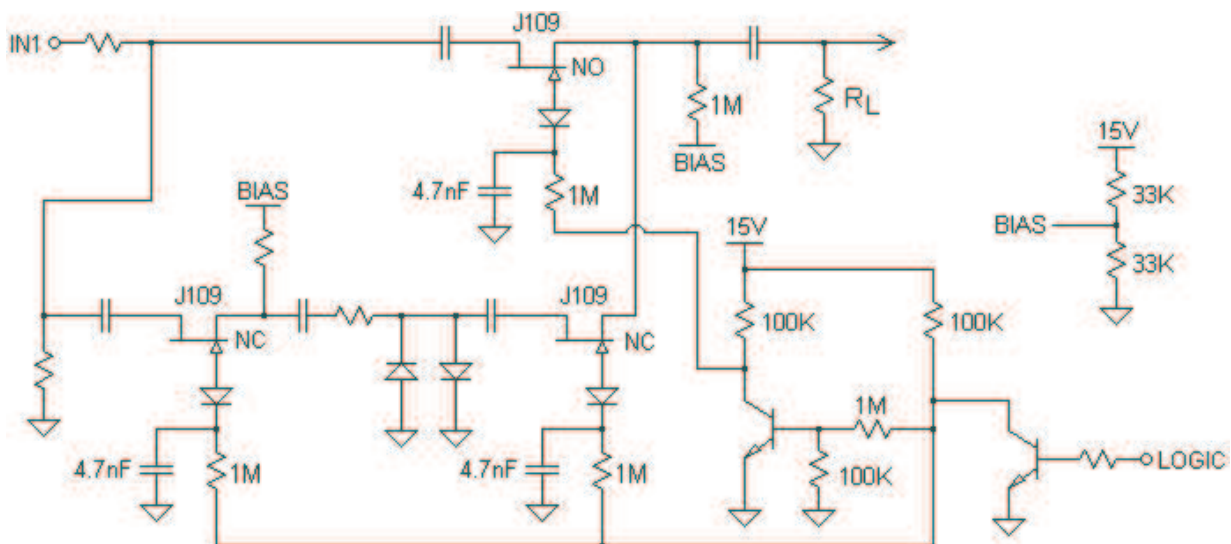 J109
IN1
NO
1M
RL
BIAS
15V
33K
BIAS
33K
4.7nF
1M
BIAS
15V
J109
J109
NC
NC
100K
100K
1M
4.7nF
1M
4.7nF
1M
100K
LOGIC